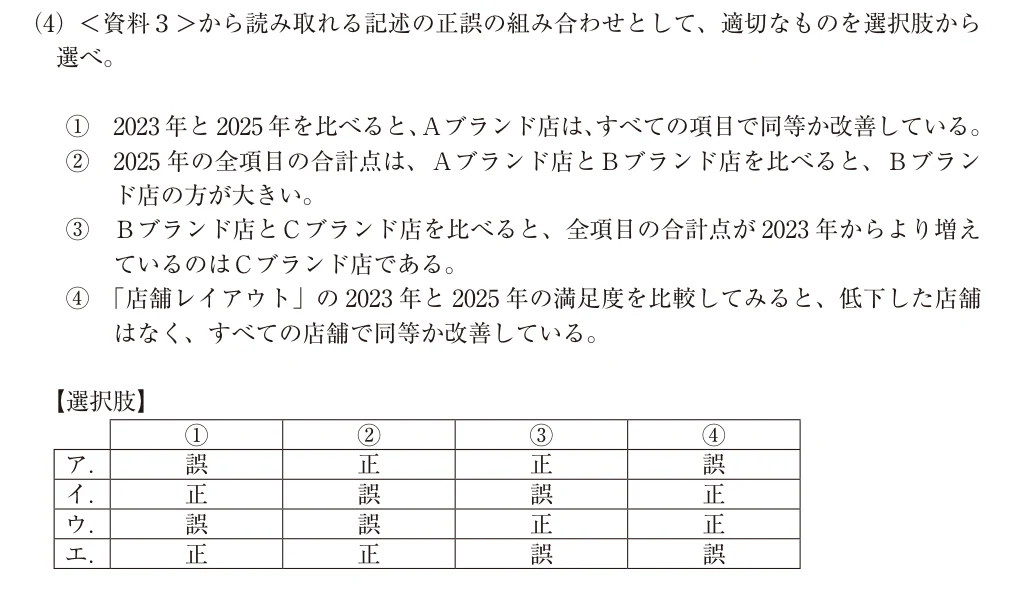 (4) ＜資料３＞から読み取れる記述の正誤の組み合わせとして、適切なものを選択肢から
選べ。
① 2023年と2025年を比べると、Ａブランド店は、すべての項目で同等か改善している。
② 2025年の全項目の合計点は、Ａブランド店とＢブランド店を比べると、Ｂブラン
ド店の方が大きい。
③ Ｂブランド店とＣブランド店を比べると、全項目の合計点が2023年からより増え
ているのはＣブランド店である。
④ 「店舗レイアウト」の2023年と2025年の満足度を比較してみると、低下した店舗
はなく、すべての店舗で同等か改善している。
【選択肢】
① ② ③ ④
ア． 誤 正 正 誤
イ． 正 誤 誤 正
ウ． 誤 誤 正 正
エ． 正 正 誤 誤